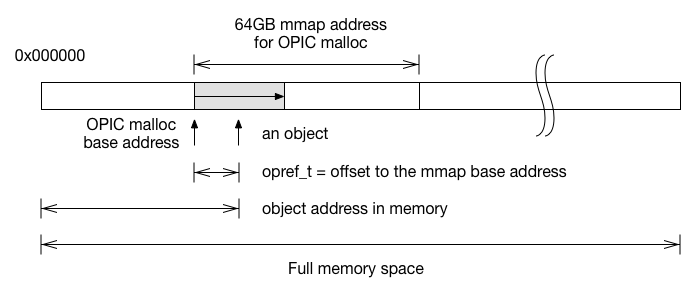 64GB mmap address
for OPIC malloc
0x000000
OPIC malloc
base address
an object
opref_t = offset to the mmap base address
object address in memory
Full memory space